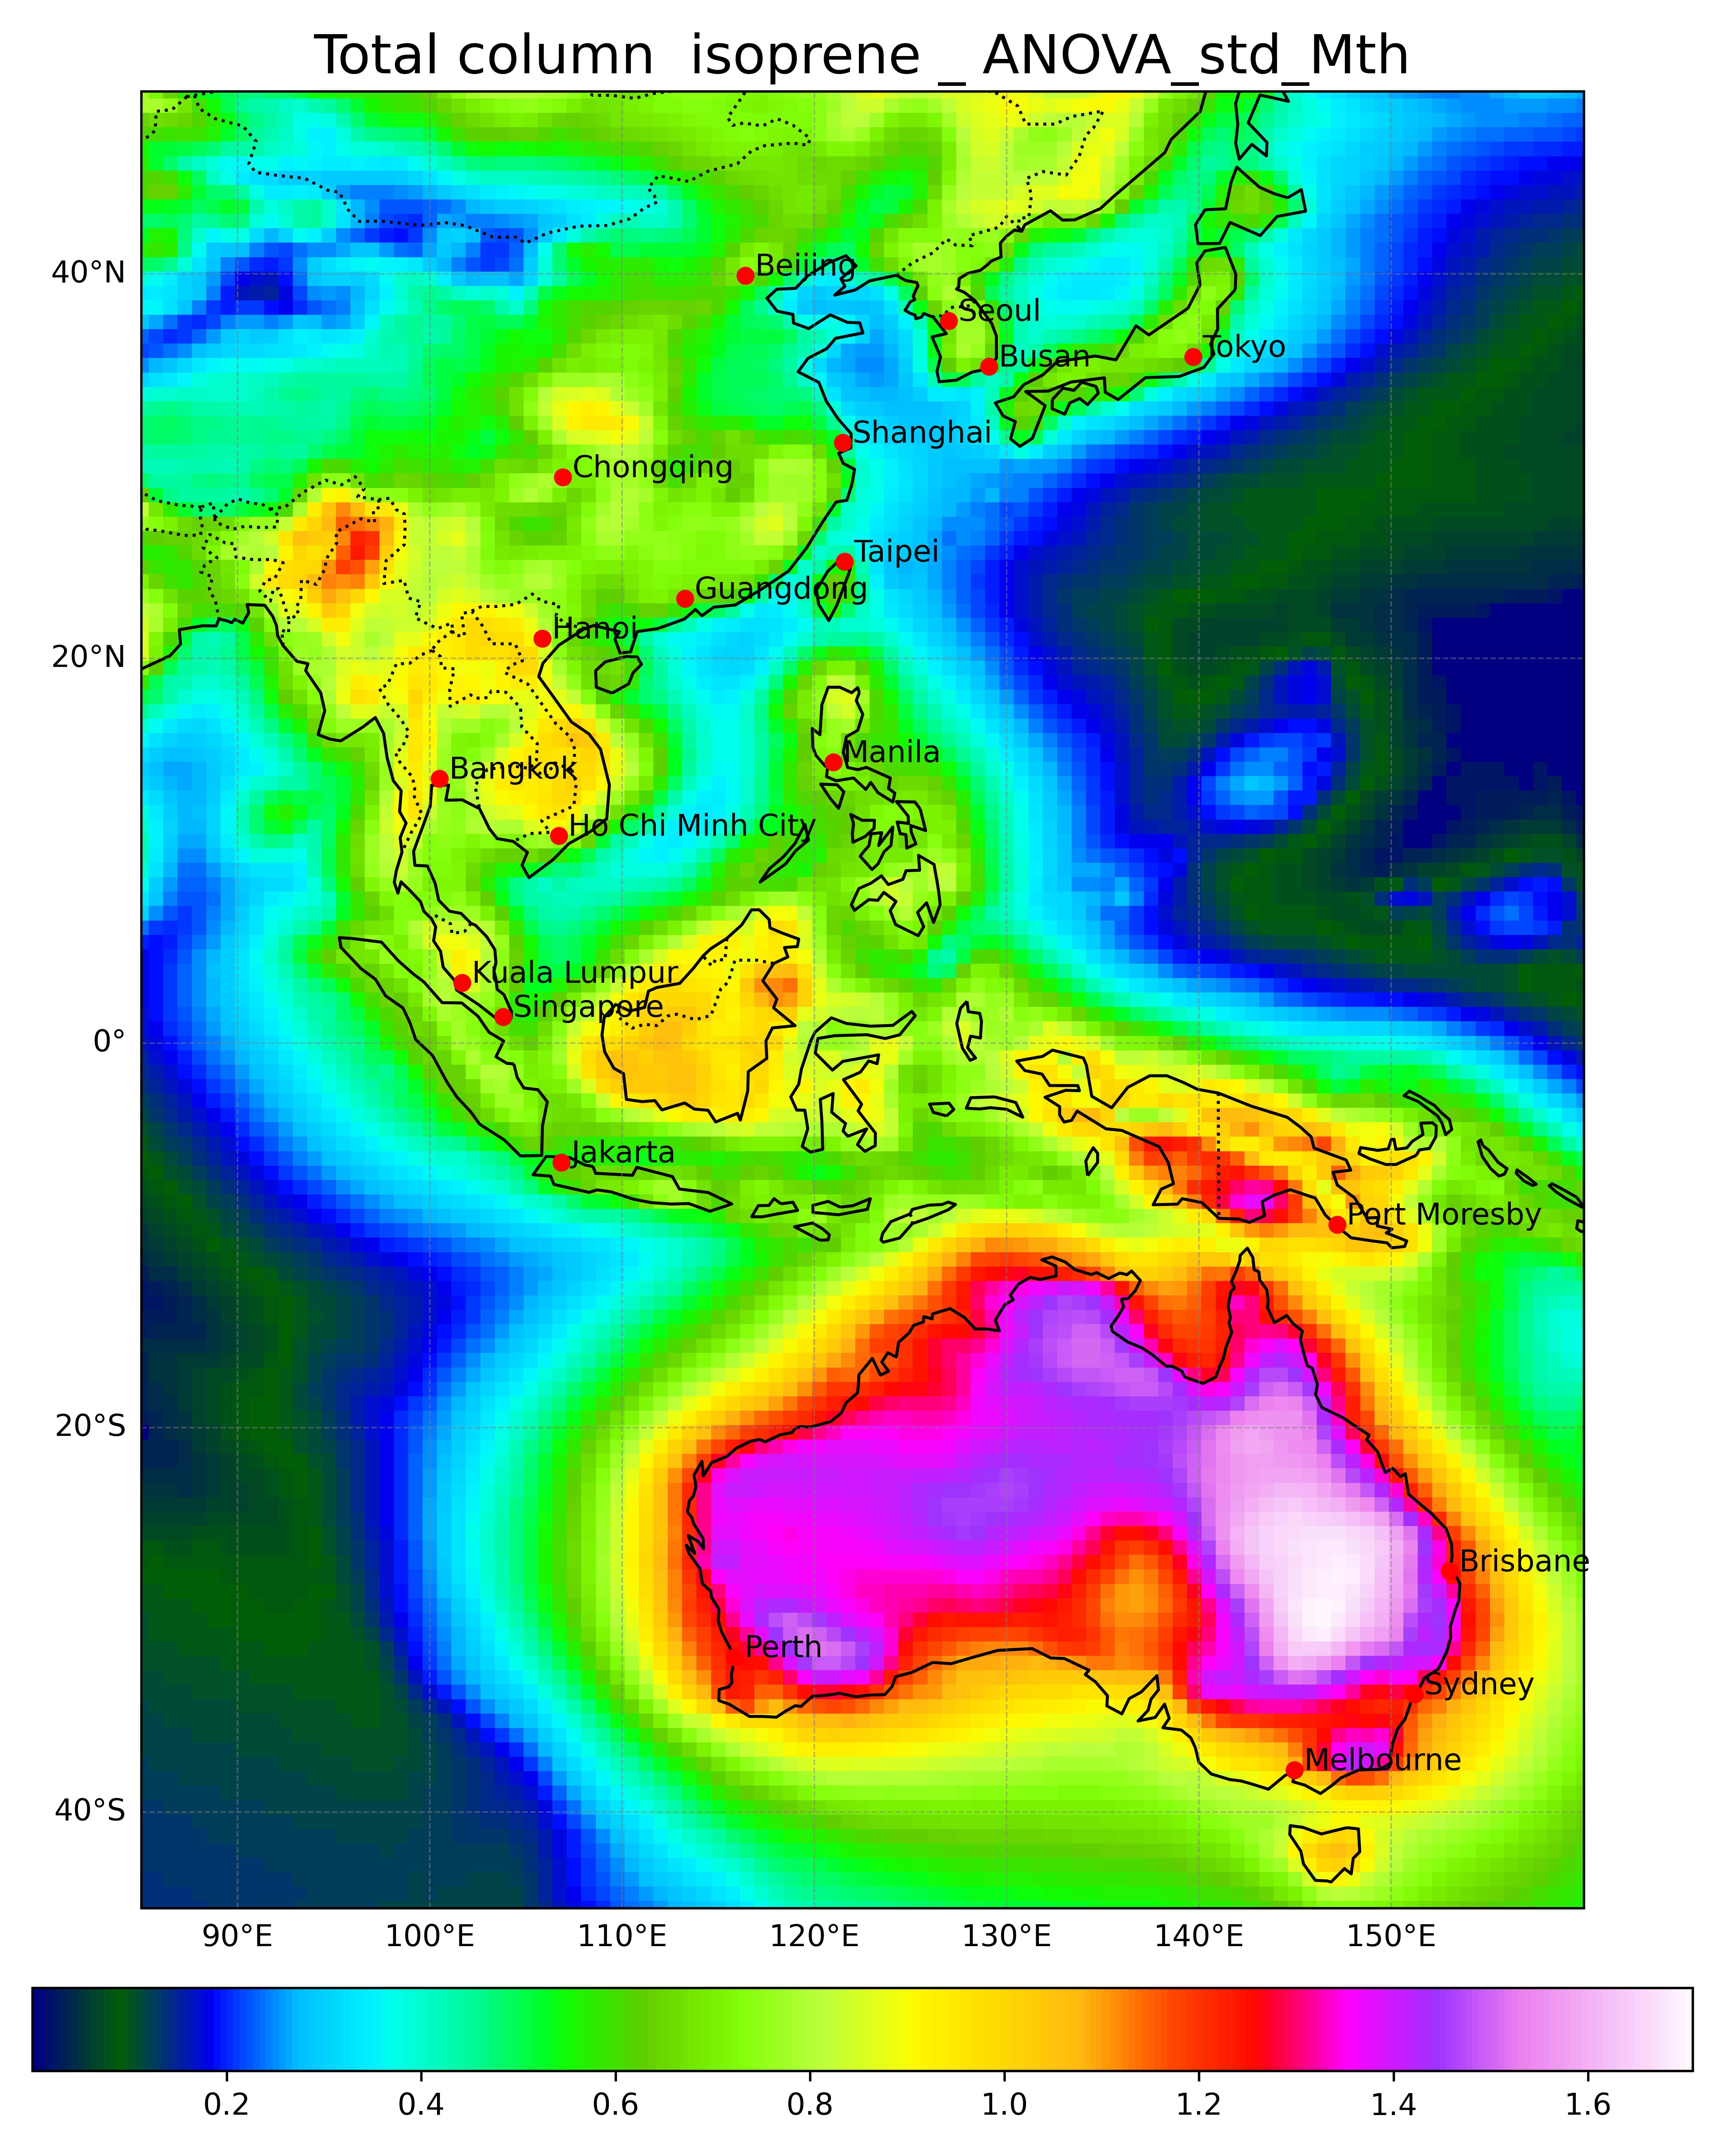 Total column  isoprene _ ANOVA_std_Mth
40°N
20°N
0°
20°S
40°S
Beijing
Seoul
Busan
Tokyo
Shanghai
Chongqing
Taipei
Guangdong
Hanoi
Manila
Bangkok
Ho Chi Minh City
Kuala Lumpur
Singapore
Jakarta
Port Moresby
Brisbane
Perth
Sydney
Melbourne
90°E 100°E 110°E 120°E 130°E 140°E 150°E
0.2 0.4 0.6 0.8 1.0 1.2 1.4 1.6